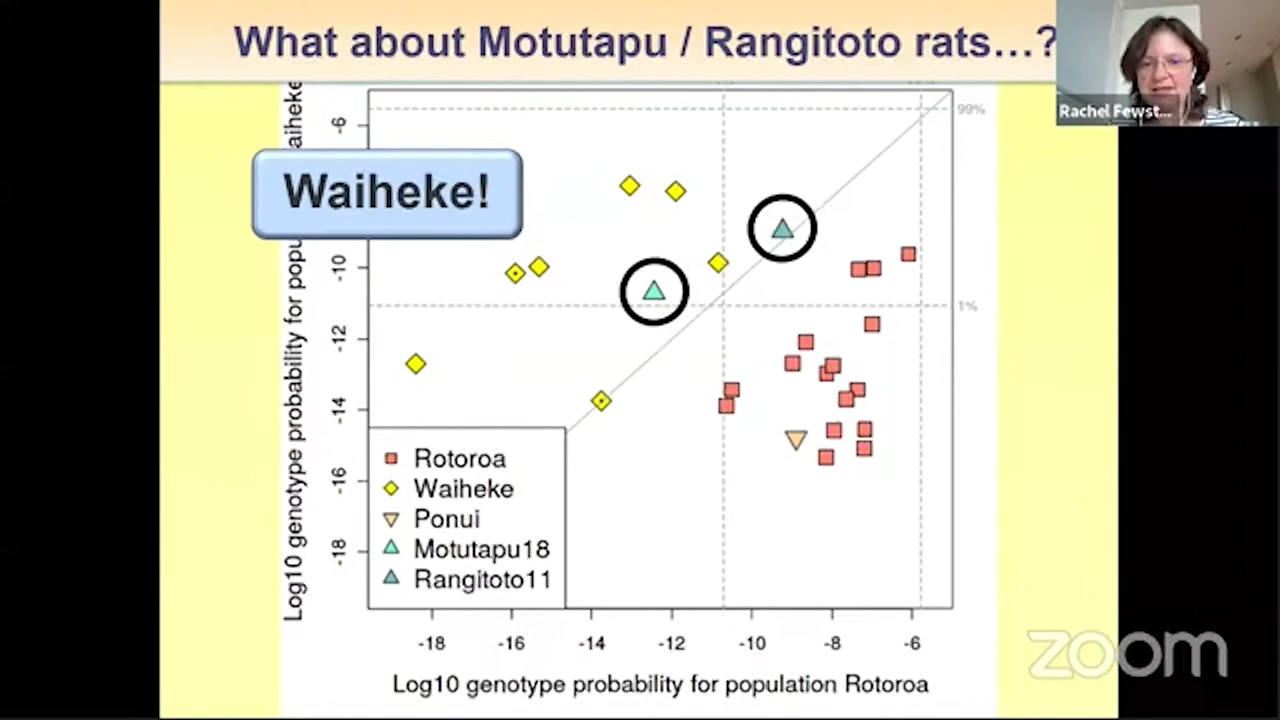 What about Motutapu / Rangitoto rats…?
Rachel Fewst...
Waiheke!
99%
1%
-6
-10
-12
-14
-16
-18
Log10 genotype probability for popu
aiheke
Rotoroa
Waiheke
Ponui
Motutapu18
Rangitoto11
-18
-16
-14
-12
-10
-8
-6
Log10 genotype probability for population Rotoroa
zoom